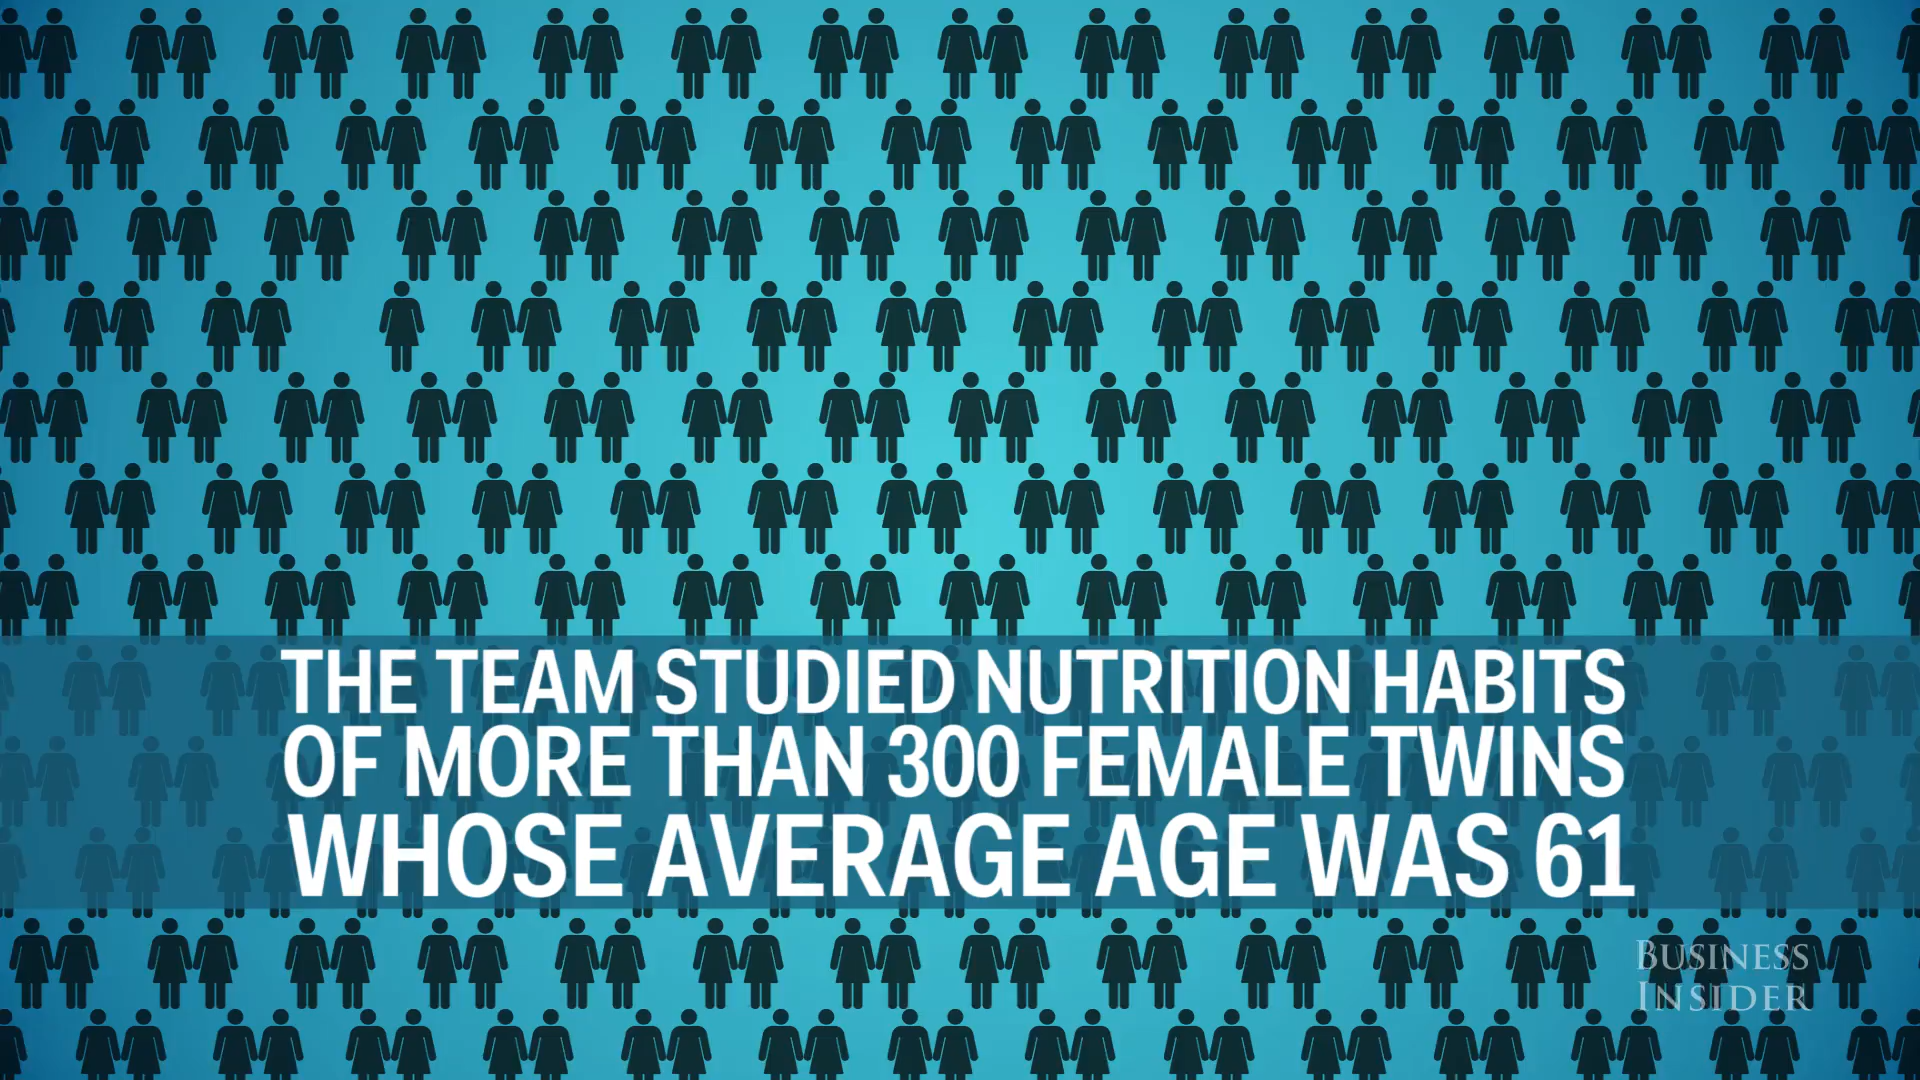 THE TEAM STUDIED NUTRITION HABITS
OF MORE THAN 300 FEMALE TWINS
WHOSE AVERAGE AGE WAS 61
BUSINESS
INSIDER